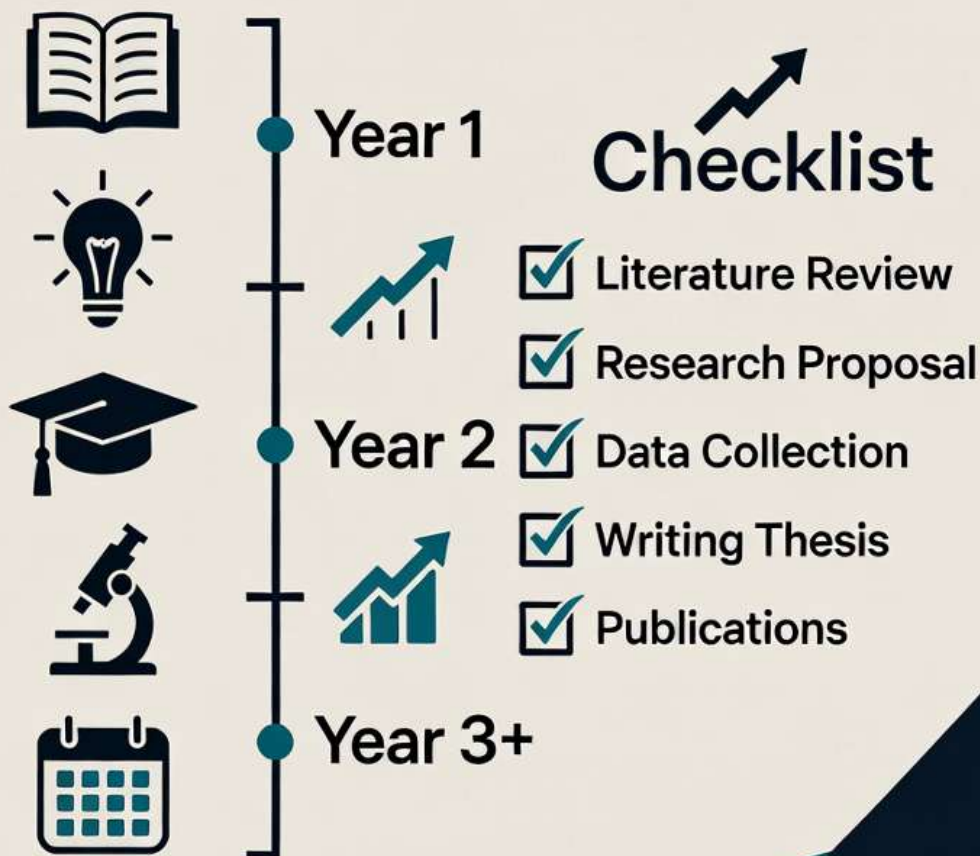 Year 1
Year 2
Year 3+
Checklist
Literature Review
Research Proposal
Data Collection
Writing Thesis
Publications